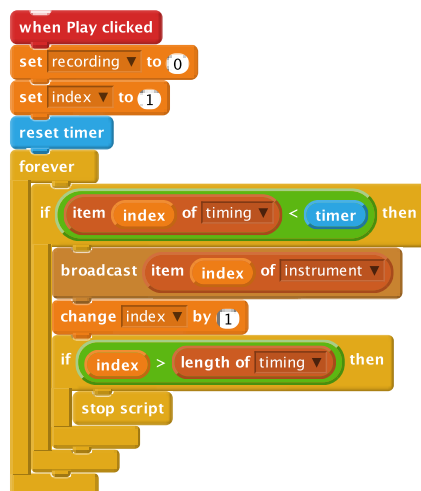 when Play clicked
set recording ▼ to 0
set index ▼ to 1
reset timer
forever
if item index of timing ▼ < timer then
broadcast item index of instrument ▼
change index ▼ by 1
if index > length of timing ▼ then
stop script